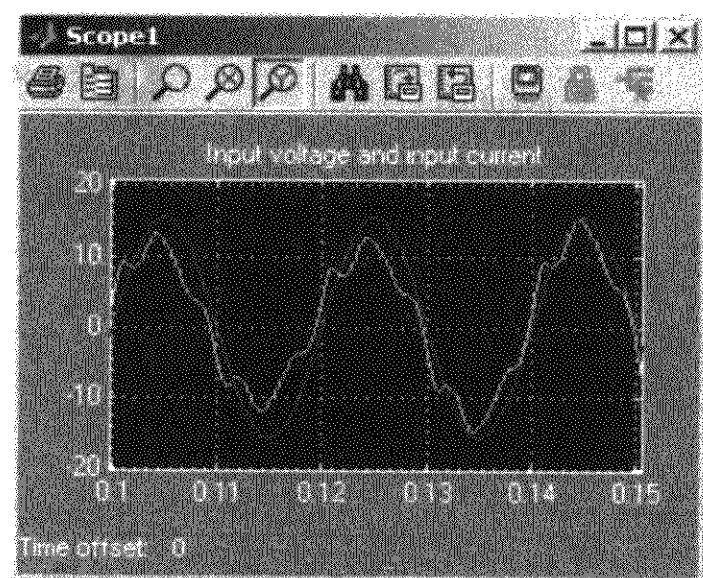 Scope1
Input voltage and input current
20
10
0
-10
-20
0.1 0.11 0.12 0.13 0.14 0.15
Time offset: 0